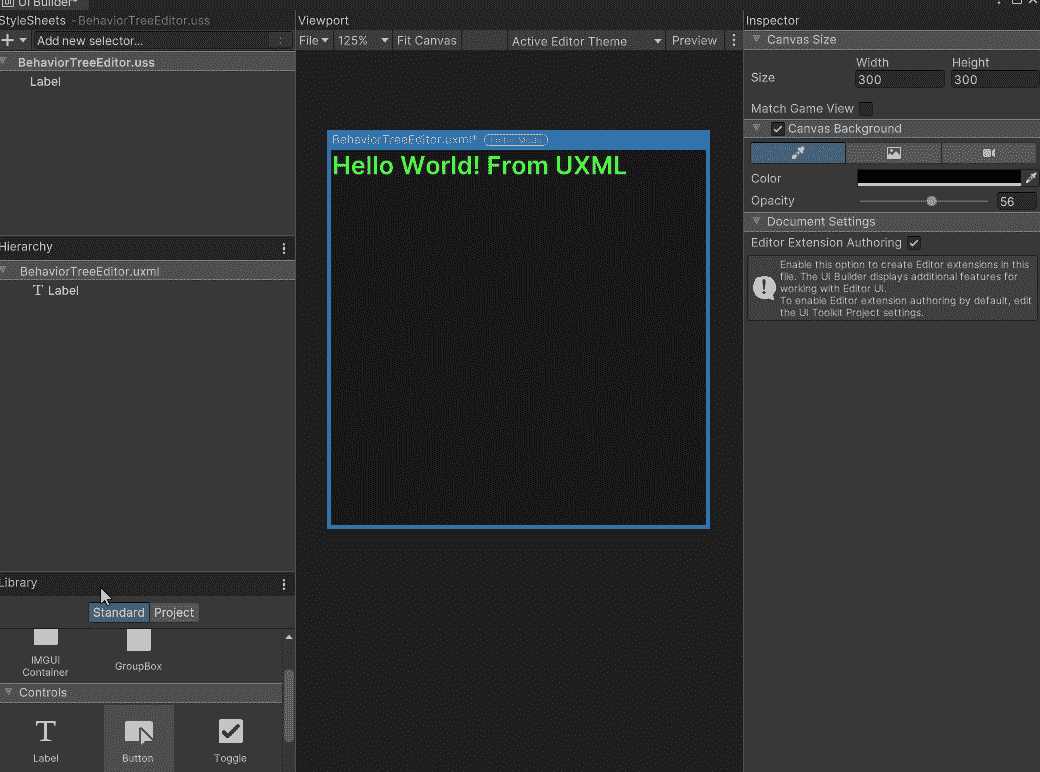 UI Builder*
StyleSheets - BehaviorTreeEditor.uss
Add new selector...
BehaviorTreeEditor.uss
Label
Hierarchy
BehaviorTreeEditor.uxml
Label
Library
Standard Project
IMGUI
Container
GroupBox
Controls
Label
Button
Toggle
Viewport
File 125% Fit Canvas Active Editor Theme Preview
BehaviorTreeEditor.uxml*
Hello World! From UXML
Inspector
Canvas Size
Width Height
Size 300 300
Match Game View
Canvas Background
Color
Opacity 56
Document Settings
Editor Extension Authoring
Enable this option to create Editor extensions in this
file. The UI Builder displays additional features for
working with Editor UI.
To enable Editor extension authoring by default, edit
the UI Toolkit Project settings.